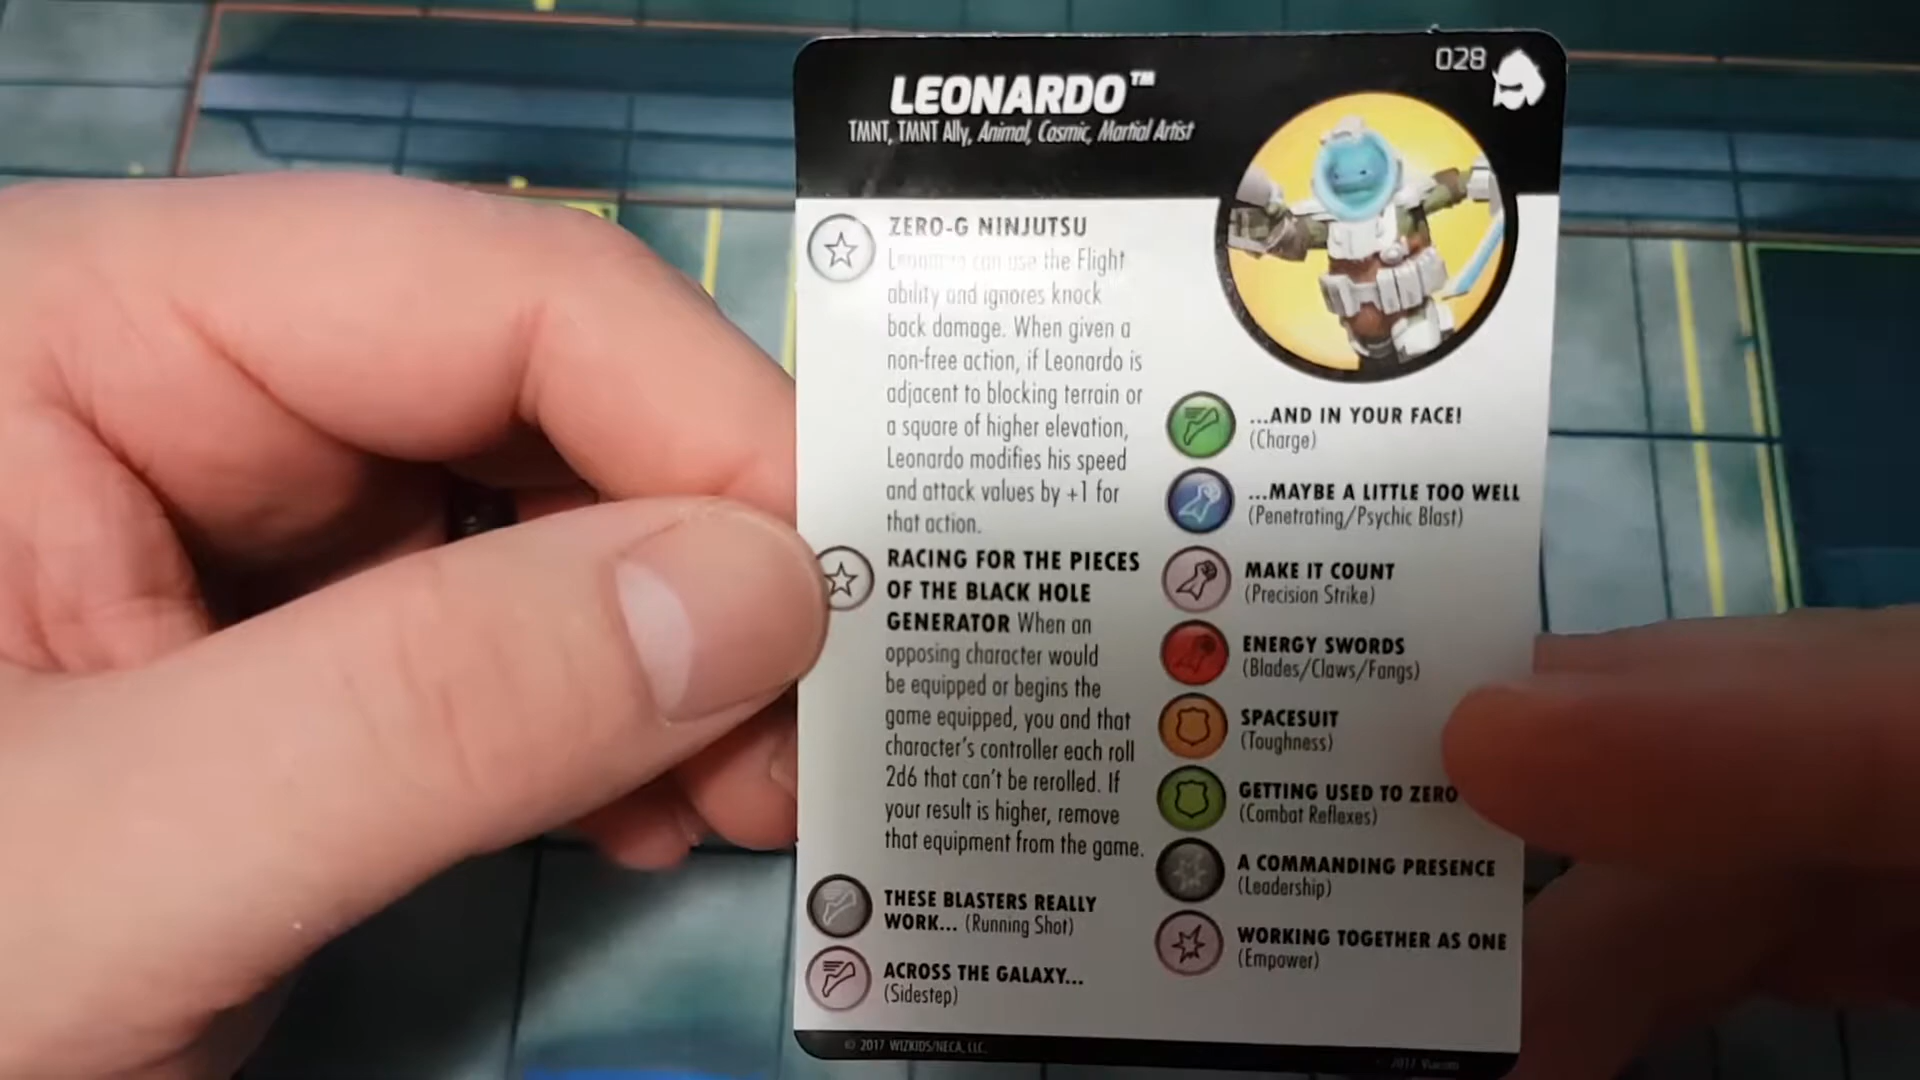 028
LEONARDO™
TMNT, TMNT Ally, Animal, Cosmic, Martial Artist
ZERO-G NINJUTSU
Leonardo can use the Flight
ability and ignores knock
back damage. When given a
non-free action, if Leonardo is
adjacent to blocking terrain or
a square of higher elevation,
Leonardo modifies his speed
and attack values by +1 for
that action.
RACING FOR THE PIECES
OF THE BLACK HOLE
GENERATOR When an
opposing character would
be equipped or begins the
game equipped, you and that
character's controller each roll
2d6 that can't be rerolled. If
your result is higher, remove
that equipment from the game.
THESE BLASTERS REALLY
WORK... (Running Shot)
ACROSS THE GALAXY...
(Sidestep)
...AND IN YOUR FACE!
(Charge)
...MAYBE A LITTLE TOO WELL
(Penetrating/Psychic Blast)
MAKE IT COUNT
(Precision Strike)
ENERGY SWORDS
(Blades/Claws/Fangs)
SPACESUIT
(Toughness)
GETTING USED TO ZERO
(Combat Reflexes)
A COMMANDING PRESENCE
(Leadership)
WORKING TOGETHER AS ONE
(Empower)
© 2017 WIZKIDS/NECA, LLC.
2017 Viacom